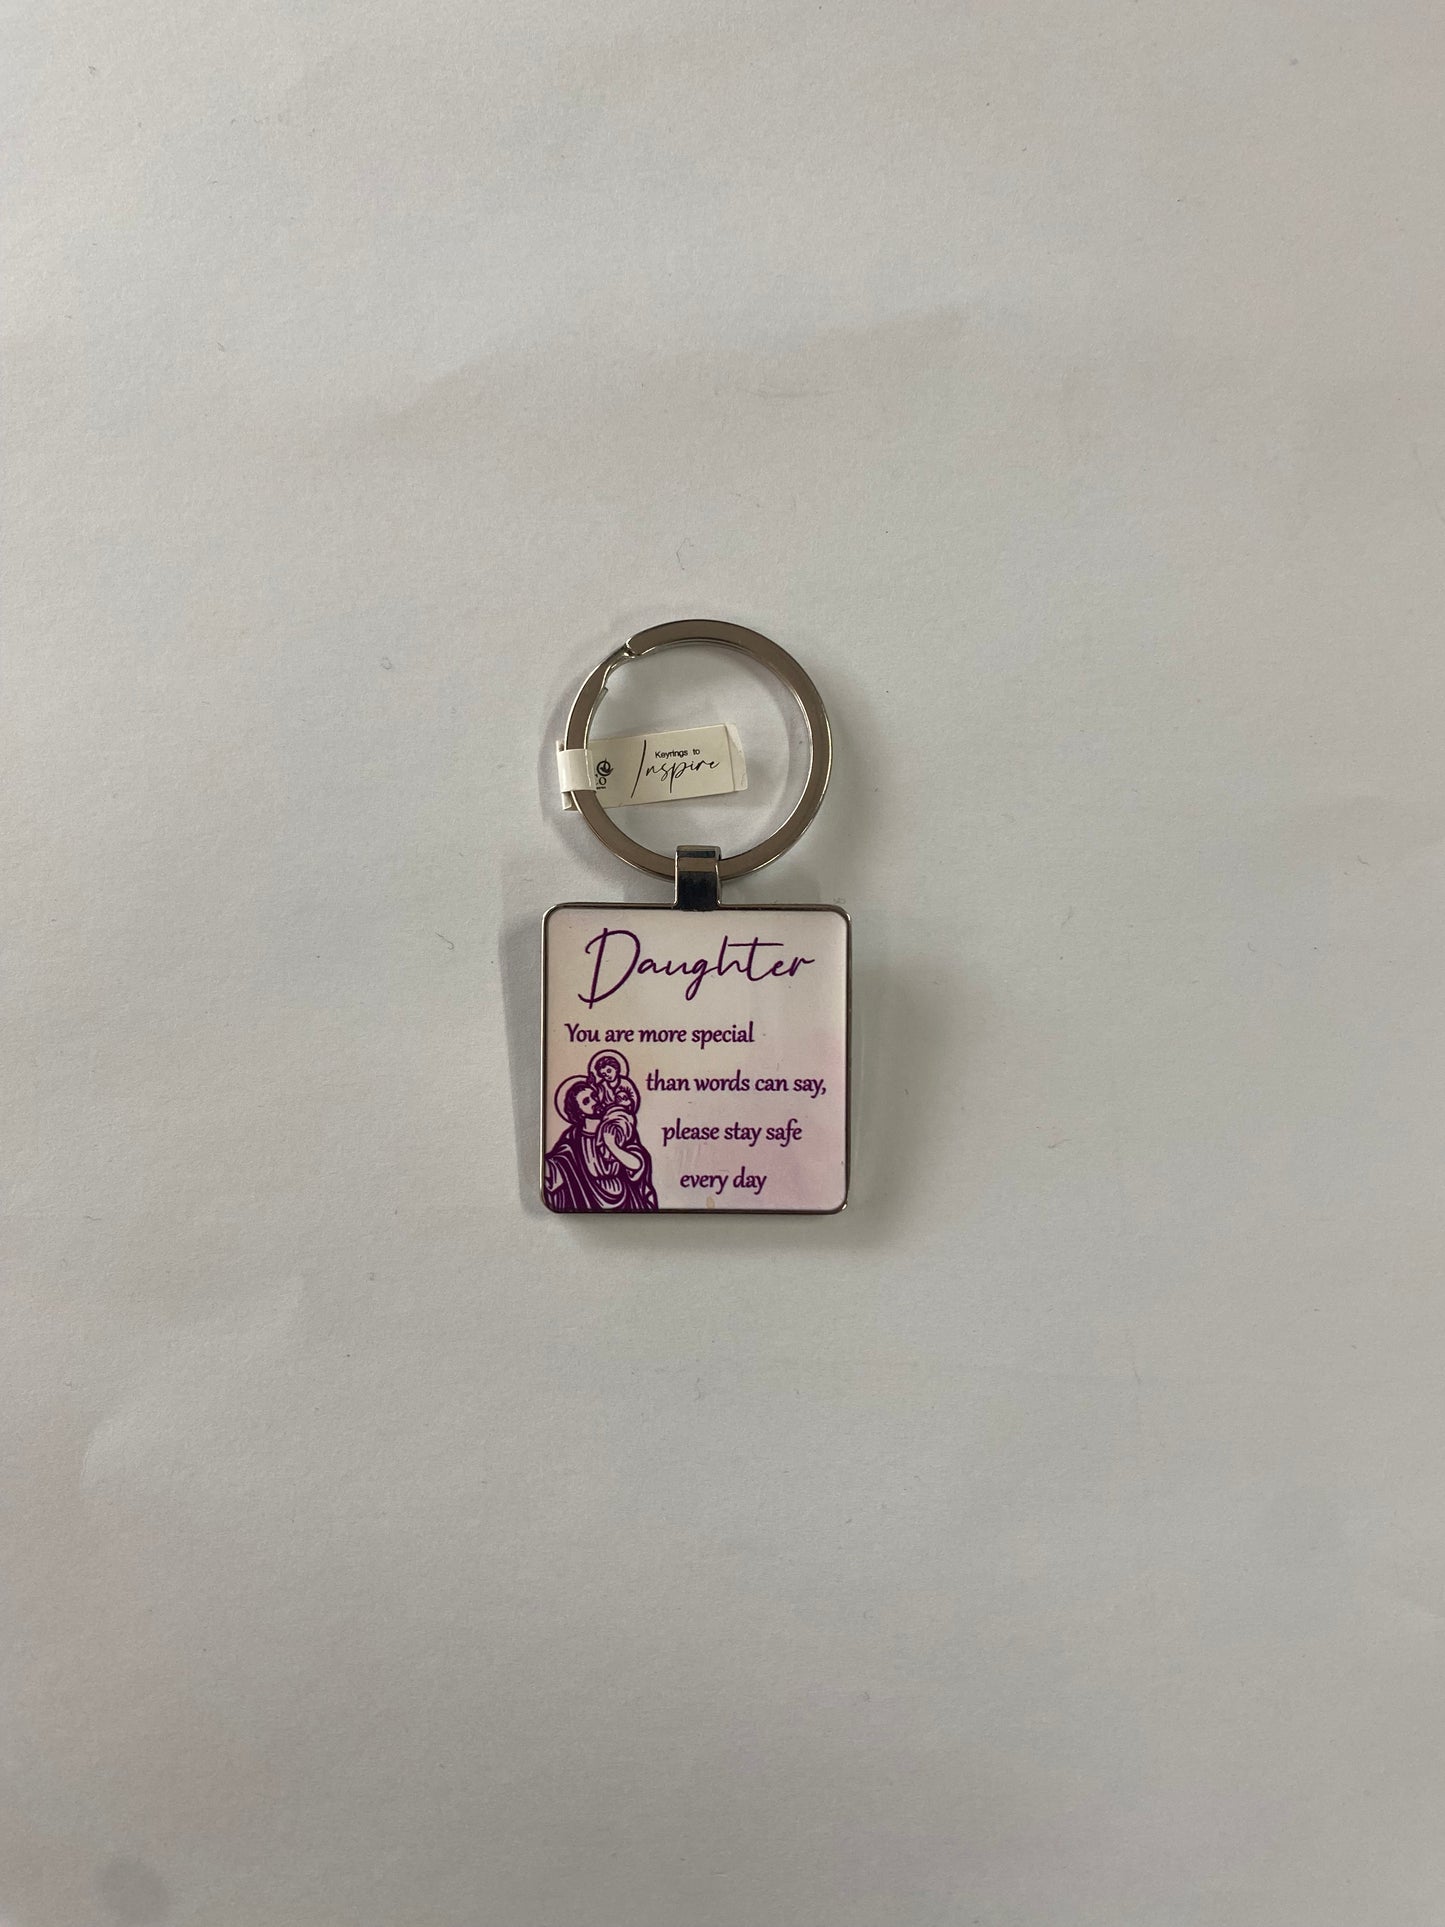 Keyrings to
Inspire
Daughter
You are more special
than words can say,
please stay safe
every day